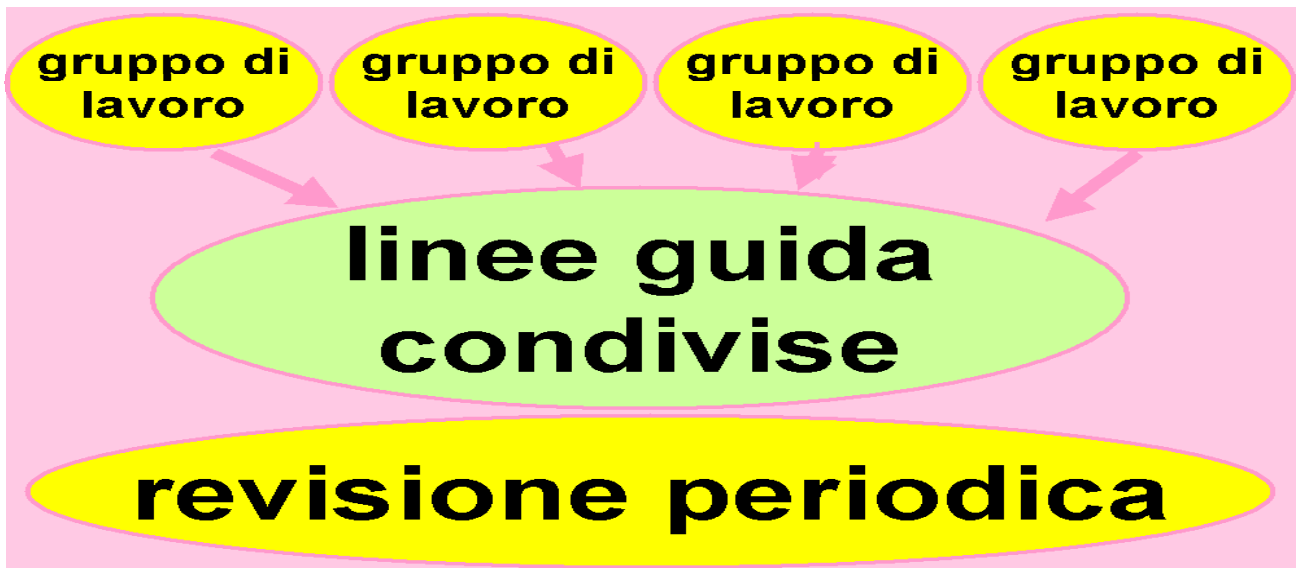 gruppo di
lavoro
gruppo di
lavoro
gruppo di
lavoro
gruppo di
lavoro
linee guida
condivise
revisione periodica